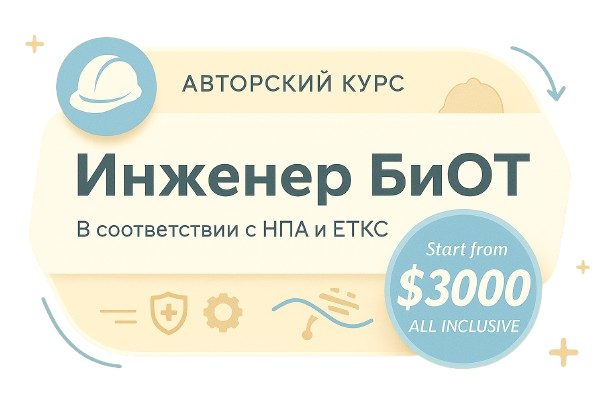 АВТОРСКИЙ КУРС
Инженер БиОТ
В соответствии с НПА и ЕТКС
Start from
$3000
ALL INCLUSIVE